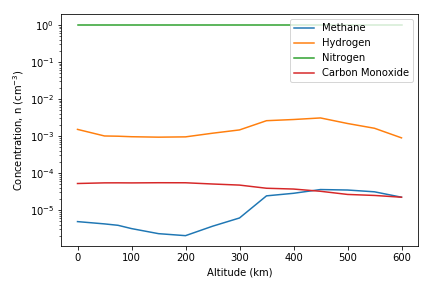 10⁰
10⁻¹
10⁻²
10⁻³
10⁻⁴
10⁻⁵
Concentration, n (cm⁻³)
Methane
Hydrogen
Nitrogen
Carbon Monoxide
0 100 200 300 400 500 600
Altitude (km)